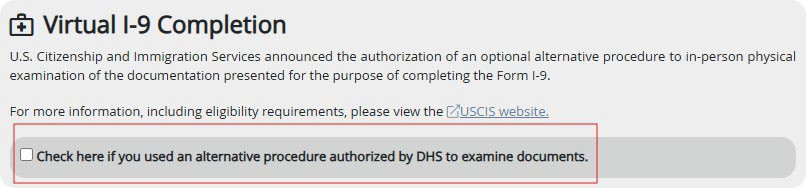 Virtual I-9 Completion
U.S. Citizenship and Immigration Services announced the authorization of an optional alternative procedure to in-person physical
examination of the documentation presented for the purpose of completing the Form I-9.
For more information, including eligibility requirements, please view the USCIS website.
Check here if you used an alternative procedure authorized by DHS to examine documents.